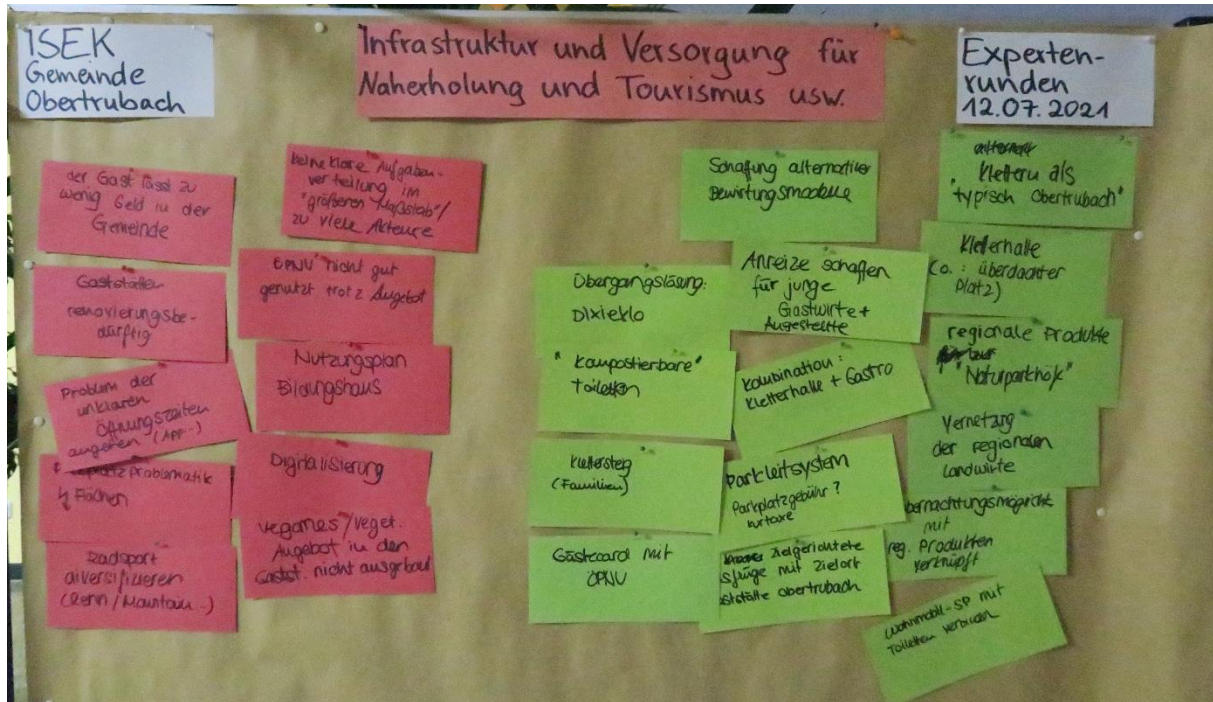 ISEK
Gemeinde
Obertrubach
Infrastruktur und Versorgung für
Naherholung und Tourismus usw.
Experten-
runden
12.07.2021
der Gast lässt zu
wenig Geld in der
Gemeinde
keine klare Aufgaben-
verteilung im
"größeren Maßstab"/
zu viele Akteure
Gaststätten
renovierungsbe-
dürftig
ÖPNV nicht gut
genutzt trotz Angebot
Problem der
unklaren
Öffnungszeiten
angehen (App..)
Nutzungsplan
Bildungshaus
problematik
Flächen
Digitalisierung
Radsport
diversifizieren
(Renn/Mountain..)
veganes/veget.
Angebot in den
Gastst. nicht ausgebaut
Schaffung alternativer
Bewirtungsmodelle
Übergangslösung:
Dixieklo
"Kompostierbare"
Toiletten
Klettersteig
(Familien)
Gästecard mit
ÖPNV
Anreize schaffen
für junge
Gastwirte+
Angestellte
Kombination:
Kletterhalle + Gastro
Parkleitsystem
Parkplatzgebühr?
Kurtaxe
zielgerichtete
sflüge mit Zielort
ststätte Obertrubach
Klettern als
"typisch Obertrubach"
Kletterhalle
(o.: überdachter
Platz)
regionale Produkte
"Naturparkhöfe"
Vernetzung
der regionalen
Landwirte
bernachtungsmöglicht
mit
reg. Produkten
verknüpft
Wohnmobil-SP mit
Toiletten verbinden